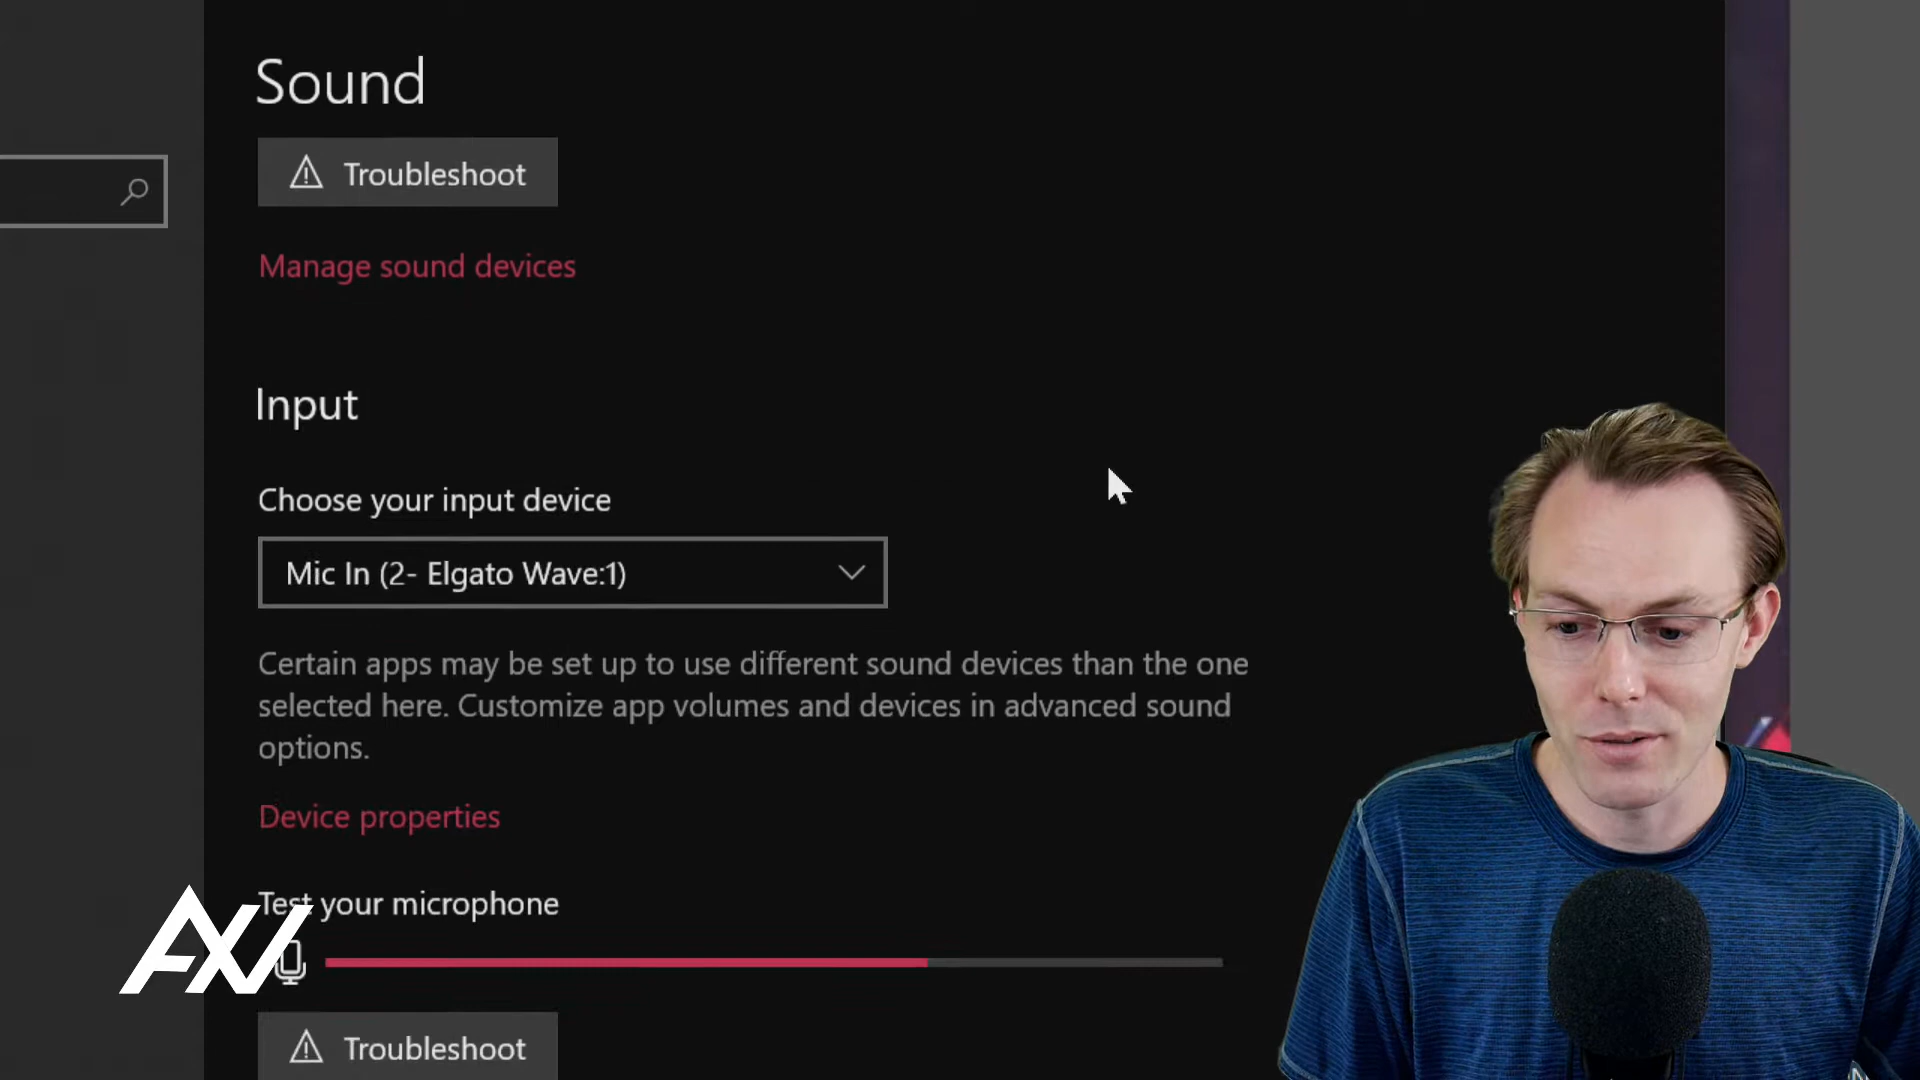 Sound
Troubleshoot
Manage sound devices
Input
Choose your input device
Mic In (2- Elgato Wave:1)
Certain apps may be set up to use different sound devices than the one
selected here. Customize app volumes and devices in advanced sound
options.
Device properties
Test your microphone
Troubleshoot